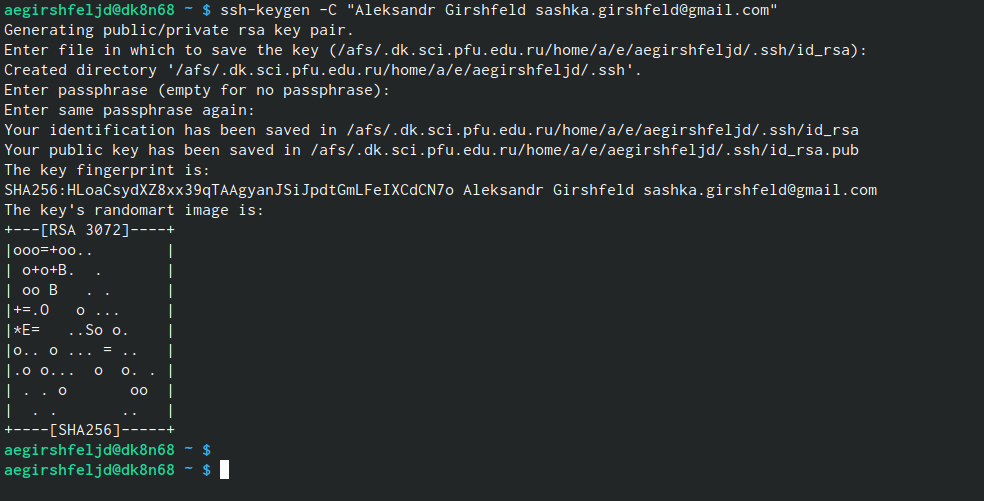 aegirshfeljd@dk8n68 ~ $ ssh-keygen -C "Aleksandr Girshfeld sashka.girshfeld@gmail.com"
Generating public/private rsa key pair.
Enter file in which to save the key (/afs/.dk.sci.pfu.edu.ru/home/a/e/aegirshfeljd/.ssh/id_rsa):
Created directory '/afs/.dk.sci.pfu.edu.ru/home/a/e/aegirshfeljd/.ssh'.
Enter passphrase (empty for no passphrase):
Enter same passphrase again:
Your identification has been saved in /afs/.dk.sci.pfu.edu.ru/home/a/e/aegirshfeljd/.ssh/id_rsa
Your public key has been saved in /afs/.dk.sci.pfu.edu.ru/home/a/e/aegirshfeljd/.ssh/id_rsa.pub
The key fingerprint is:
SHA256:HLoaCsydXZ8xx39qTAAgyanJSiJpdtGmLFeIXCdCN7o Aleksandr Girshfeld sashka.girshfeld@gmail.com
The key's randomart image is:
+---[RSA 3072]----+
|ooo=+oo..        |
| o+o+B.  .       |
| oo B   . .      |
|+=.O   o ...     |
|*E=   ..So o.    |
|o.. o ... = ..   |
|.o o...  o  o. . |
| . . o       oo  |
|  . .       ..   |
+----[SHA256]-----+
aegirshfeljd@dk8n68 ~ $
aegirshfeljd@dk8n68 ~ $